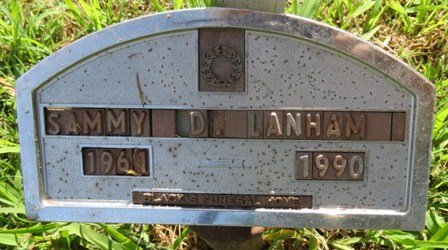 SAMMY D. LANHAM
1961 1990
BLACK'S FUNERAL HOME